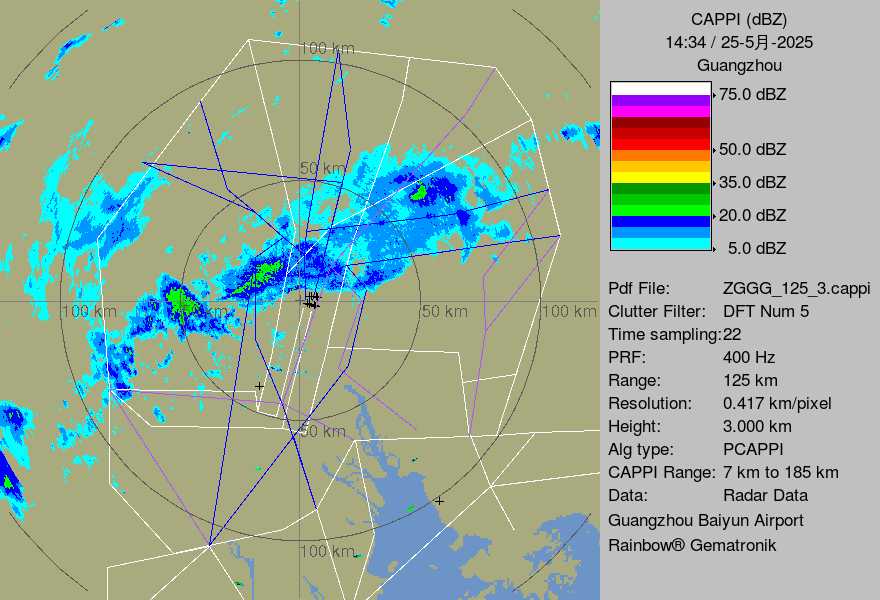 CAPPI (dBZ)
14:34 / 25-5月-2025
Guangzhou
75.0 dBZ
50.0 dBZ
35.0 dBZ
20.0 dBZ
5.0 dBZ
Pdf File: ZGGG_125_3.cappi
Clutter Filter: DFT Num 5
Time sampling:22
PRF: 400 Hz
Range: 125 km
Resolution: 0.417 km/pixel
Height: 3.000 km
Alg type: PCAPPI
CAPPI Range: 7 km to 185 km
Data: Radar Data
Guangzhou Baiyun Airport
Rainbow® Gematronik
100 km
50 km
100 km
50 km
50 km
100 km
50 km
100 km